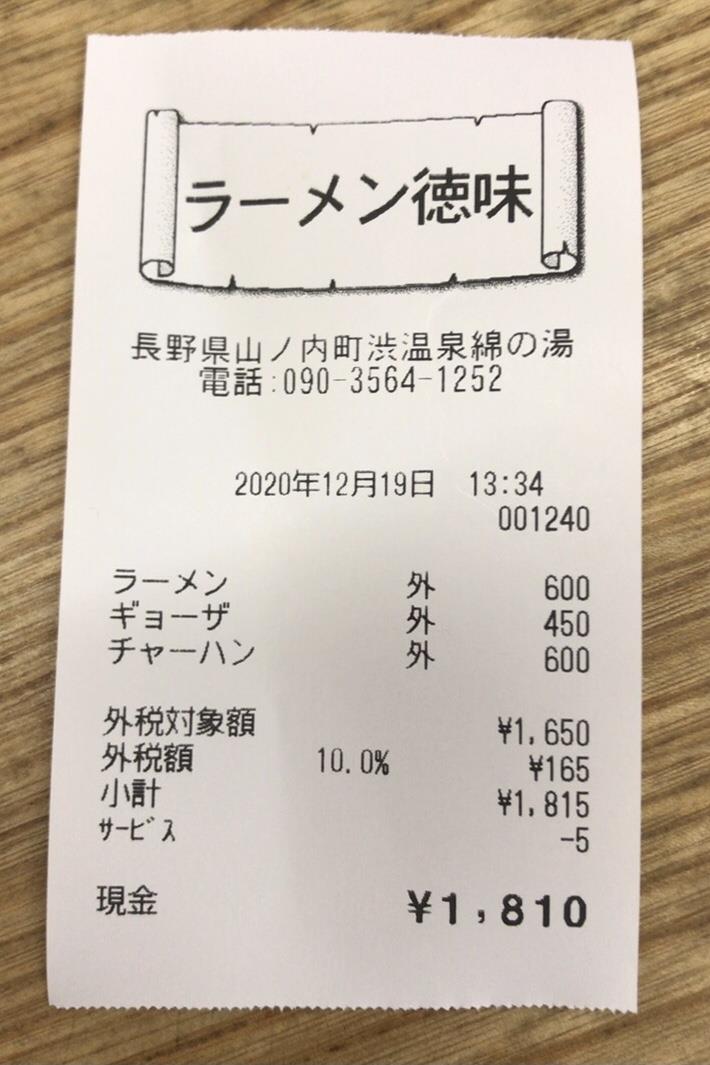 ラーメン徳味
長野県山ノ内町渋温泉綿の湯
電話:090-3564-1252
2020年12月19日 13:34
001240
ラーメン 外 600
ギョーザ 外 450
チャーハン 外 600
外税対象額 ¥1,650
外税額 10.0% ¥165
小計 ¥1,815
サービス -5
現金 ¥1,810